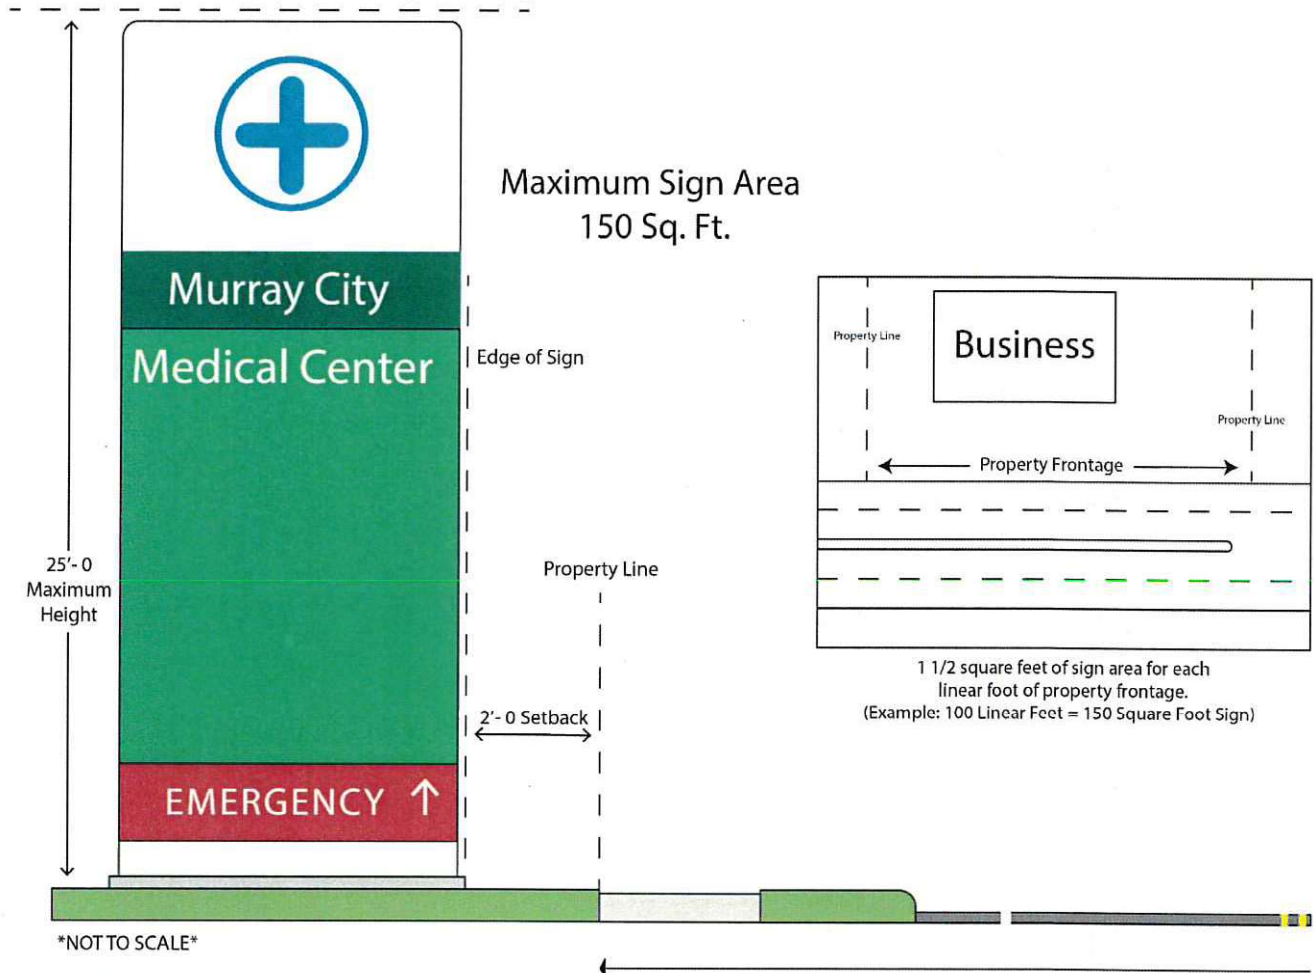 Maximum Sign Area
150 Sq. Ft.
Murray City
Medical Center
EMERGENCY ↑
Edge of Sign
25'- 0
Maximum
Height
2'- 0 Setback
Property Line
Property Line
Business
Property Line
Property Frontage
1 1/2 square feet of sign area for each
linear foot of property frontage.
(Example: 100 Linear Feet = 150 Square Foot Sign)
*NOT TO SCALE*